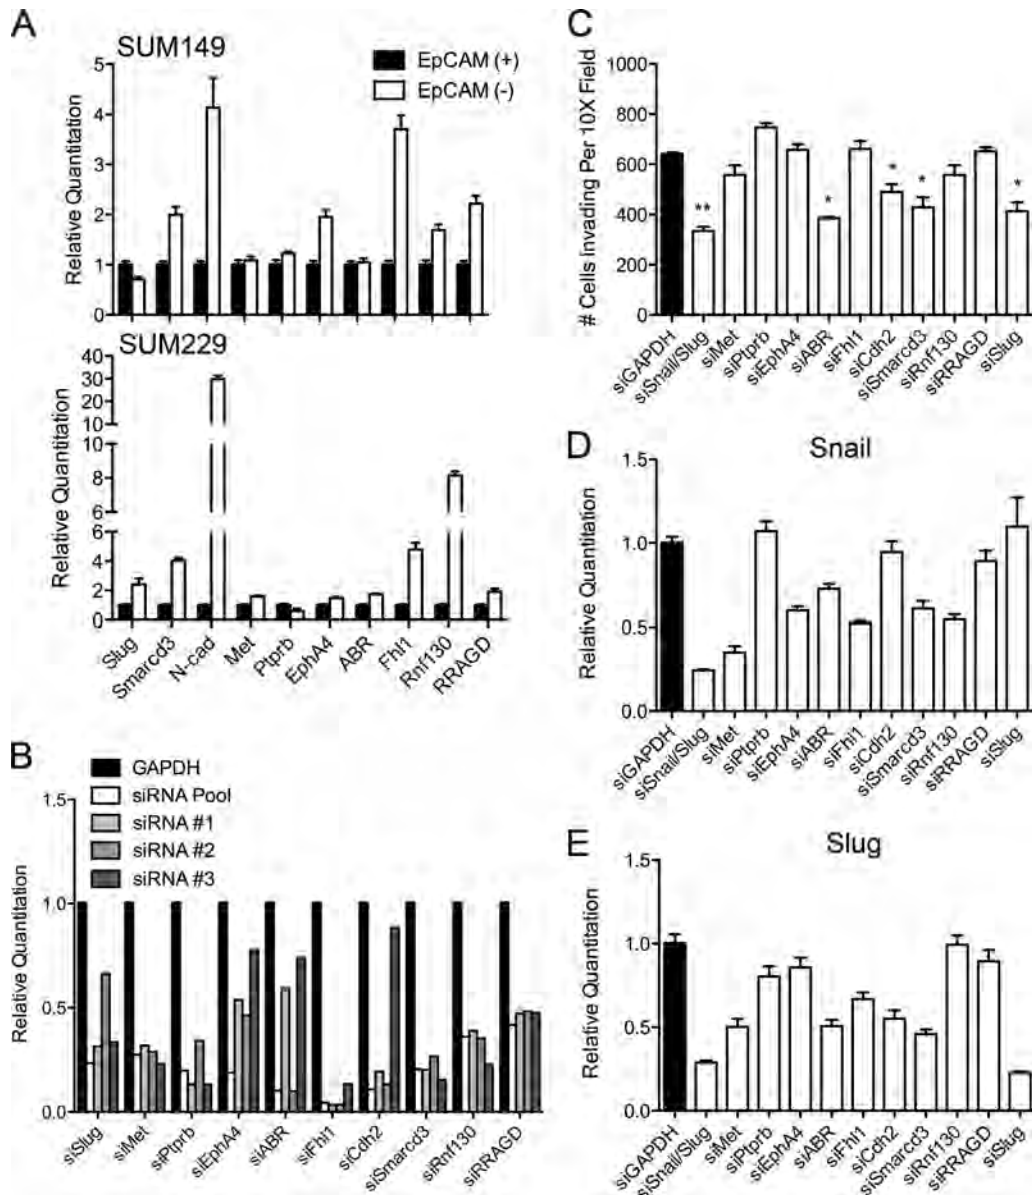 A
SUM149
EpCAM (+)
EpCAM (-)
Relative Quantitation
5
4
3
2
1
0
SUM229
Relative Quantitation
40
30
20
10
8
6
6
4
2
0
Slug
Smarcd3
N-cad
Met
Ptprb
EphA4
ABR
Fhl1
Rnf130
RRAGD
B
GAPDH
siRNA Pool
siRNA #1
siRNA #2
siRNA #3
Relative Quantitation
1.5
1.0
0.5
0.0
siSlug
siMet
siPtprb
siEphA4
siABR
siFhl1
siCdh2
siSmarcd3
siRnf130
siRRAGD
C
# Cells Invading Per 10X Field
1000
800
600
400
200
0
**
*
*
*
*
siGAPDH
siSnail/Slug
siMet
siPtprb
siEphA4
siABR
siFhl1
siCdh2
siSmarcd3
siRnf130
siRRAGD
siSlug
D
Snail
Relative Quantitation
1.5
1.0
0.5
0.0
siGAPDH
siSnail/Slug
siMet
siPtprb
siEphA4
siABR
siFhl1
siCdh2
siSmarcd3
siRnf130
siRRAGD
siSlug
E
Slug
Relative Quantitation
1.5
1.0
0.5
0.0
siGAPDH
siSnail/Slug
siMet
siPtprb
siEphA4
siABR
siFhl1
siCdh2
siSmarcd3
siRnf130
siRRAGD
siSlug